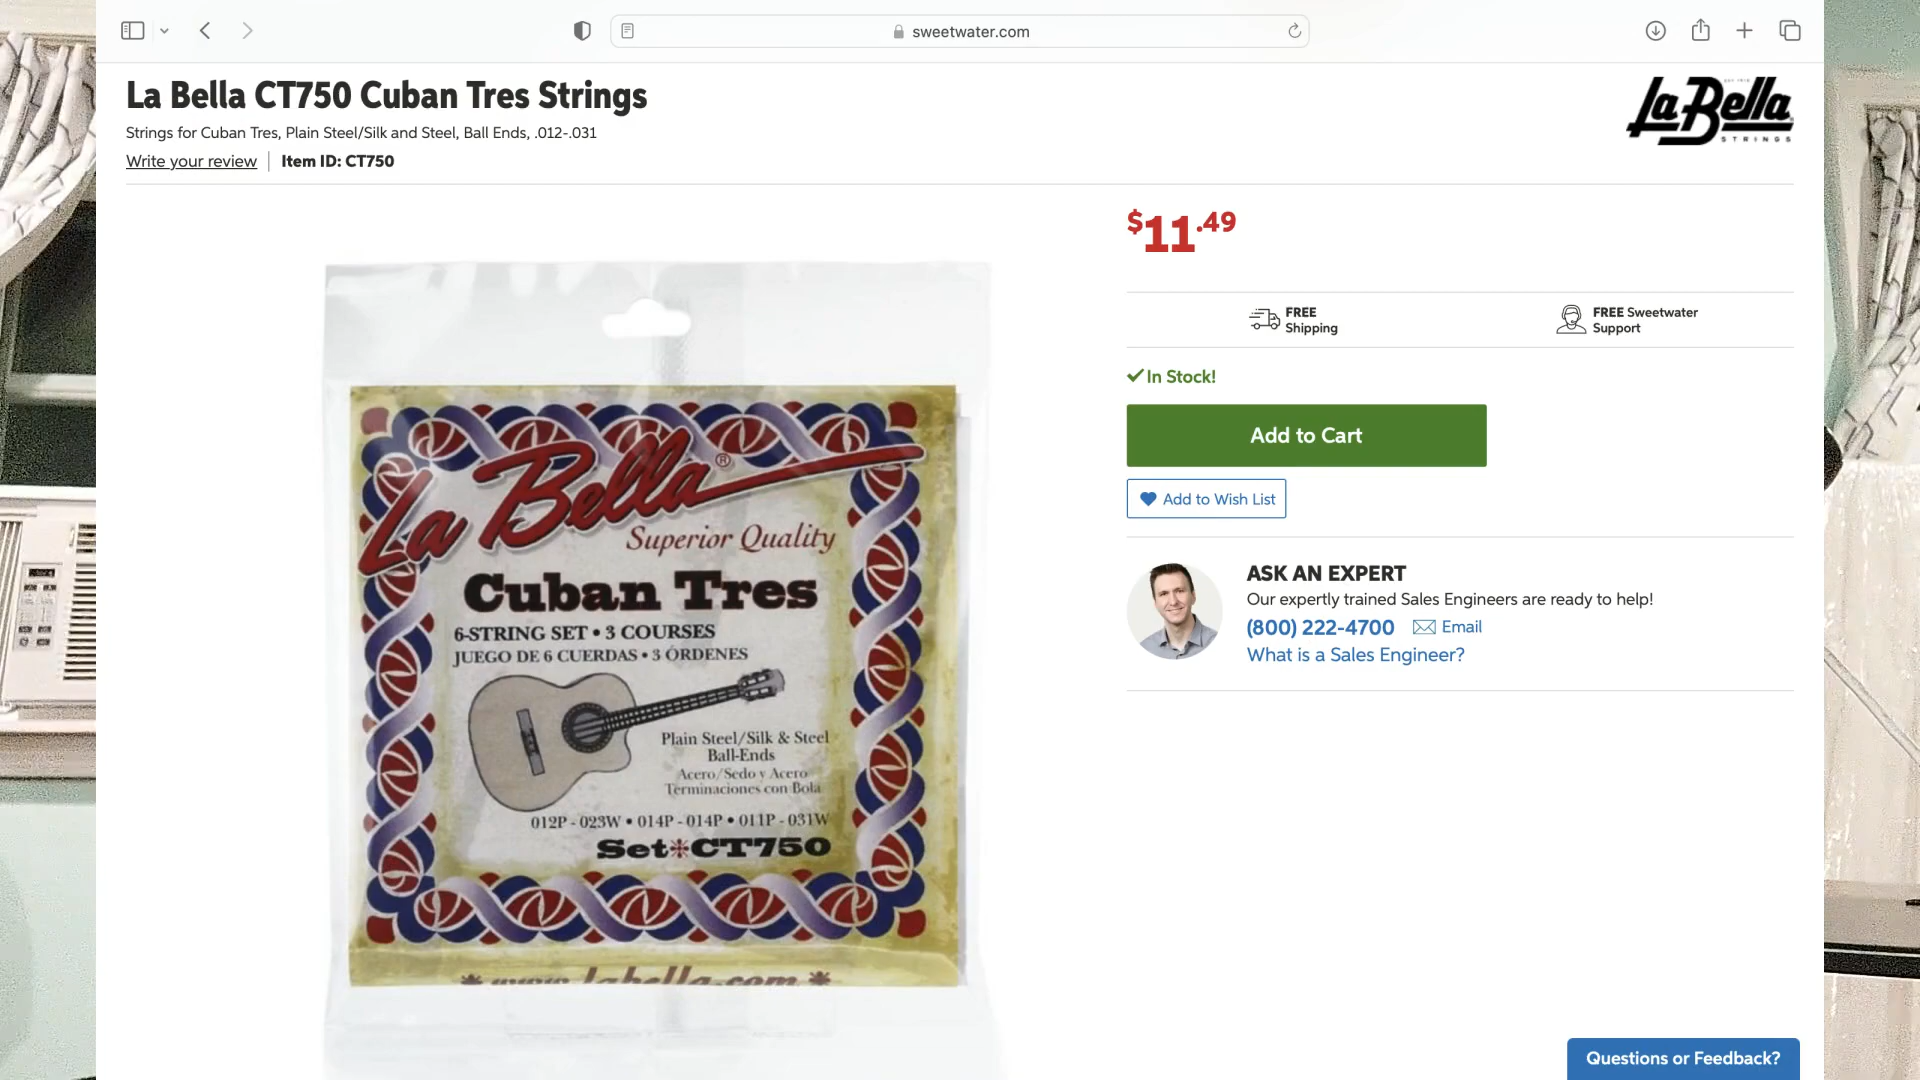 sweetwater.com
La Bella CT750 Cuban Tres Strings
Strings for Cuban Tres, Plain Steel/Silk and Steel, Ball Ends, .012-.031
Write your review
Item ID: CT750
La Bella
STRINGS
La Bella®
Superior Quality
Cuban Tres
6-STRING SET • 3 COURSES
JUEGO DE 6 CUERDAS • 3 ÓRDENES
Plain Steel/Silk & Steel
Ball-Ends
Acero/Sedo y Acero
Terminaciones con Bola
012P - 023W • 014P - 014P • 011P - 031W
Set*CT750
* www.labella.com *
$11.49
FREE
Shipping
FREE Sweetwater
Support
In Stock!
Add to Cart
Add to Wish List
ASK AN EXPERT
Our expertly trained Sales Engineers are ready to help!
(800) 222-4700 Email
What is a Sales Engineer?
Questions or Feedback?